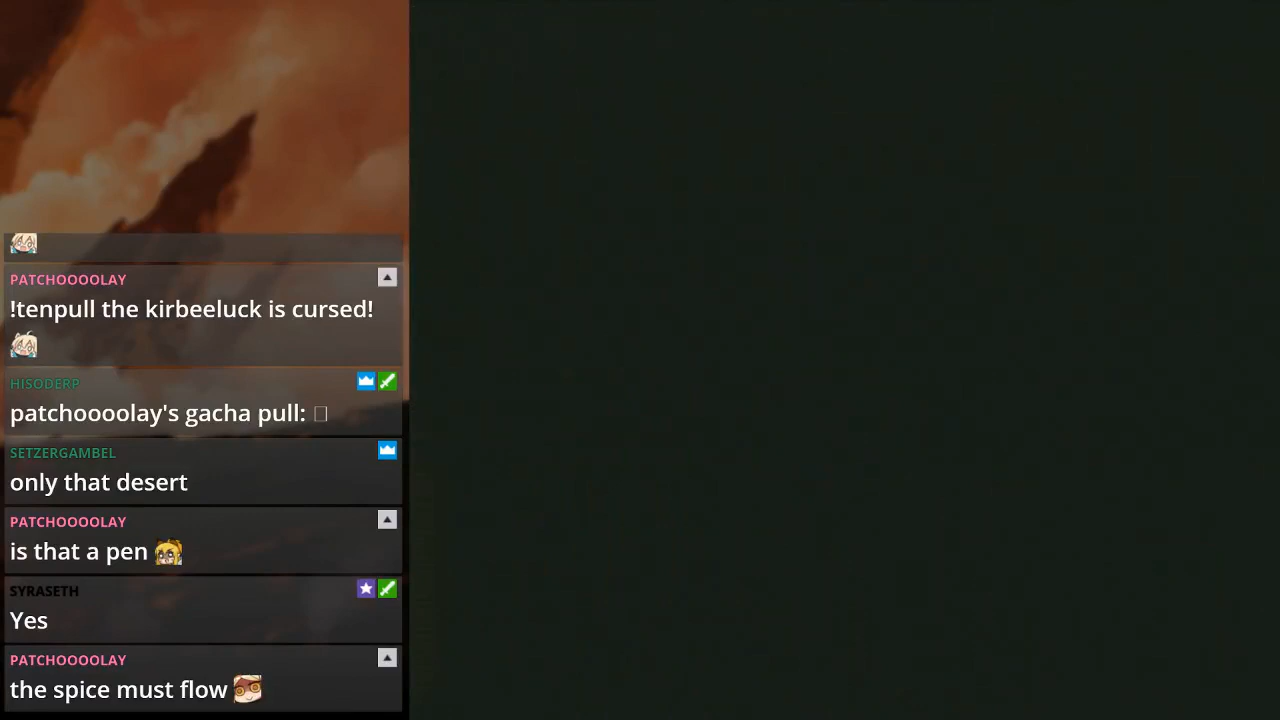 PATCHOOOOLAY
!tenpull the kirbeeluck is cursed!
HISODERP
patchoooolay's gacha pull: □
SETZERGAMBEL
only that desert
PATCHOOOOLAY
is that a pen
SYRASETH
Yes
PATCHOOOOLAY
the spice must flow